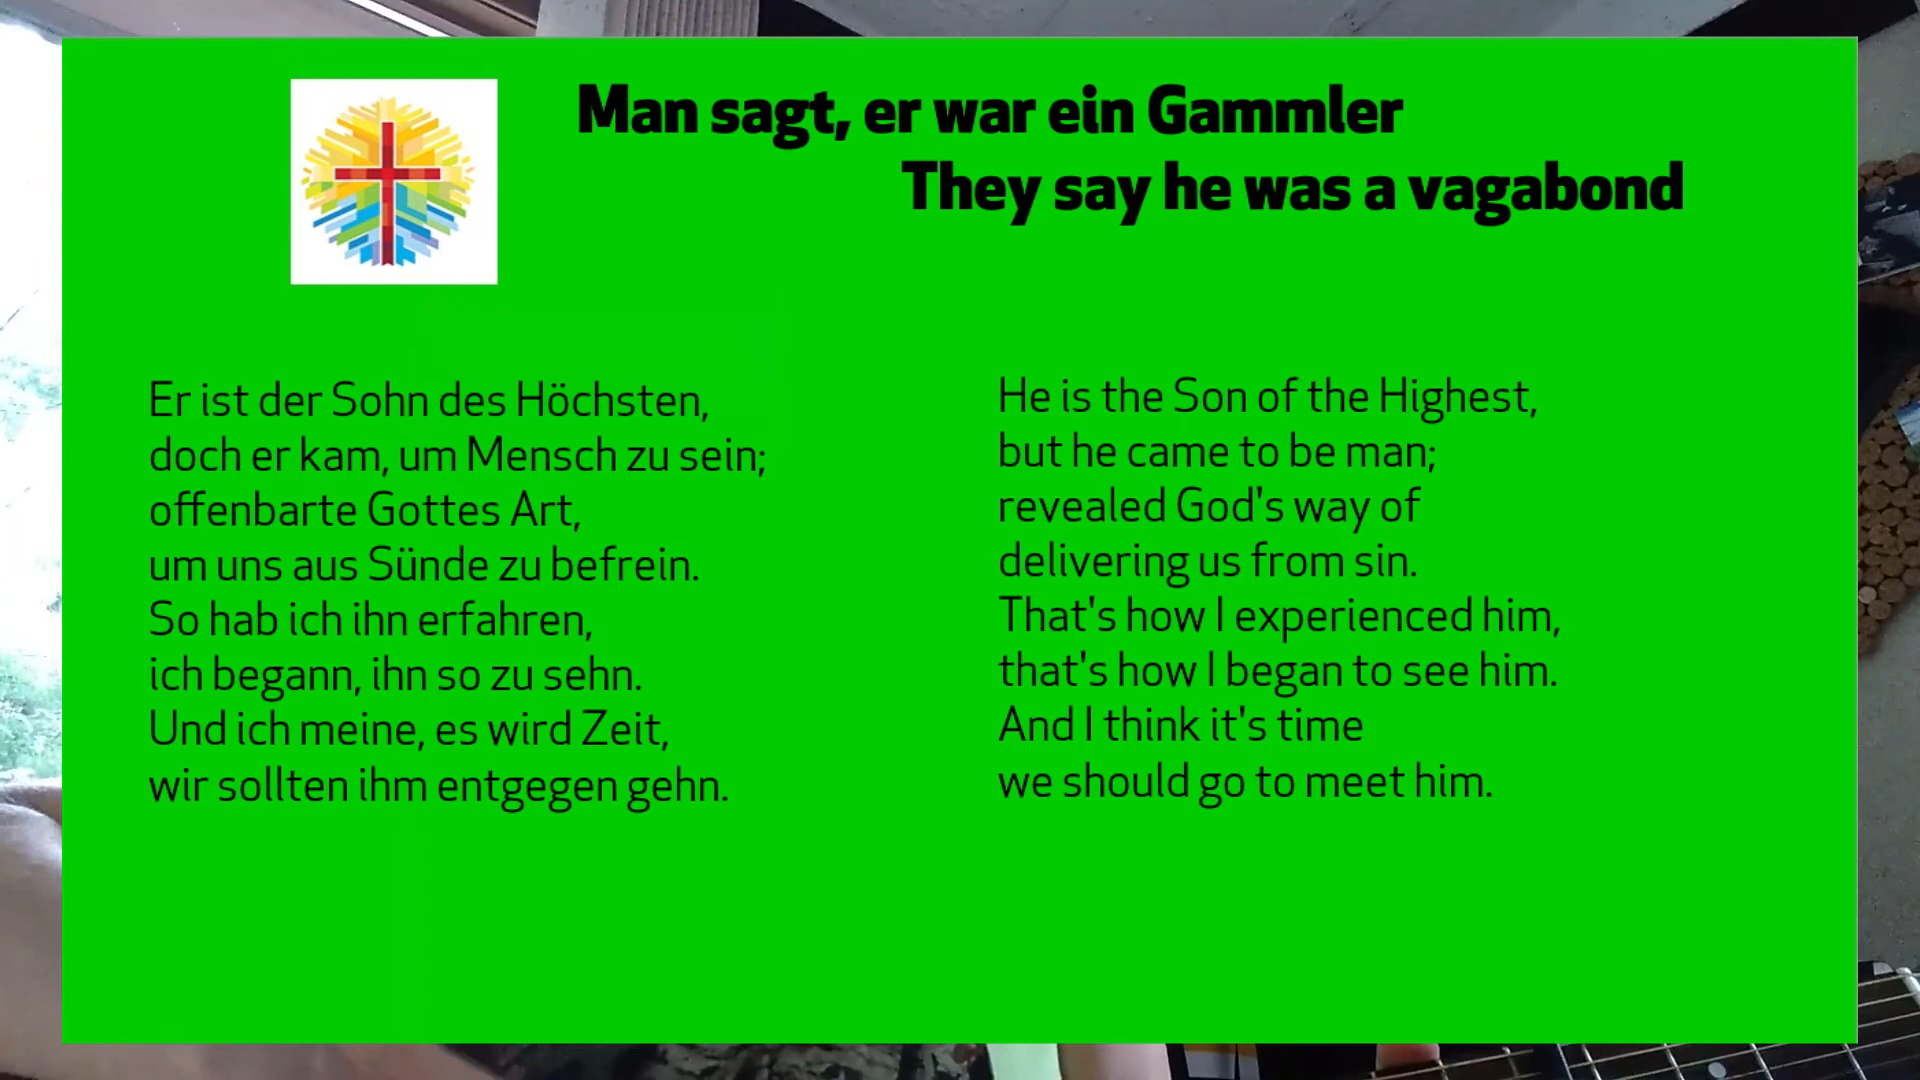 Man sagt, er war ein Gammler
They say he was a vagabond
Er ist der Sohn des Höchsten,
doch er kam, um Mensch zu sein;
offenbarte Gottes Art,
um uns aus Sünde zu befrein.
So hab ich ihn erfahren,
ich begann, ihn so zu sehn.
Und ich meine, es wird Zeit,
wir sollten ihm entgegen gehn.
He is the Son of the Highest,
but he came to be man;
revealed God's way of
delivering us from sin.
That's how I experienced him,
that's how I began to see him.
And I think it's time
we should go to meet him.